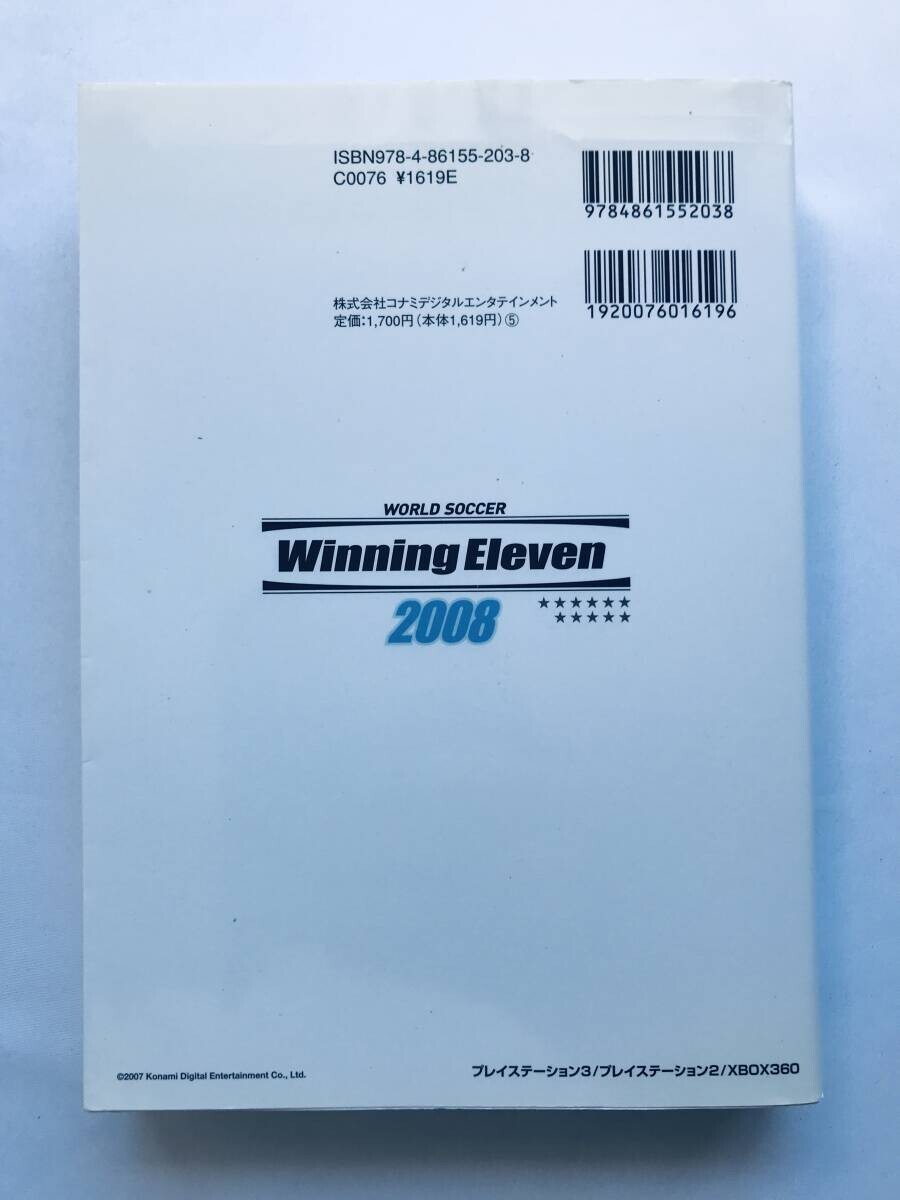 ISBN978-4-86155-203-8
C0076 ¥1619E
9784861552038
株式会社コナミデジタルエンタテインメント
定価:1,700円(本体1,619円)⑤
1920076016196
WORLD SOCCER
Winning Eleven
2008
★★★★★★
★★★★★
©2007 Konami Digital Entertainment Co., Ltd.
プレイステーション3/プレイステーション2/XBOX360